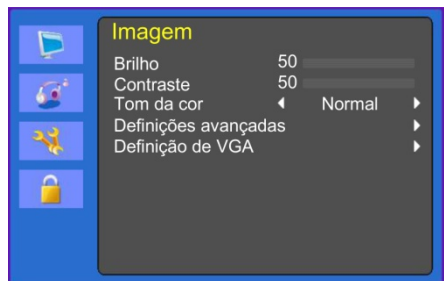 Imagem
Brilho 50
Contraste 50
Tom da cor Normal
Definições avançadas
Definição de VGA